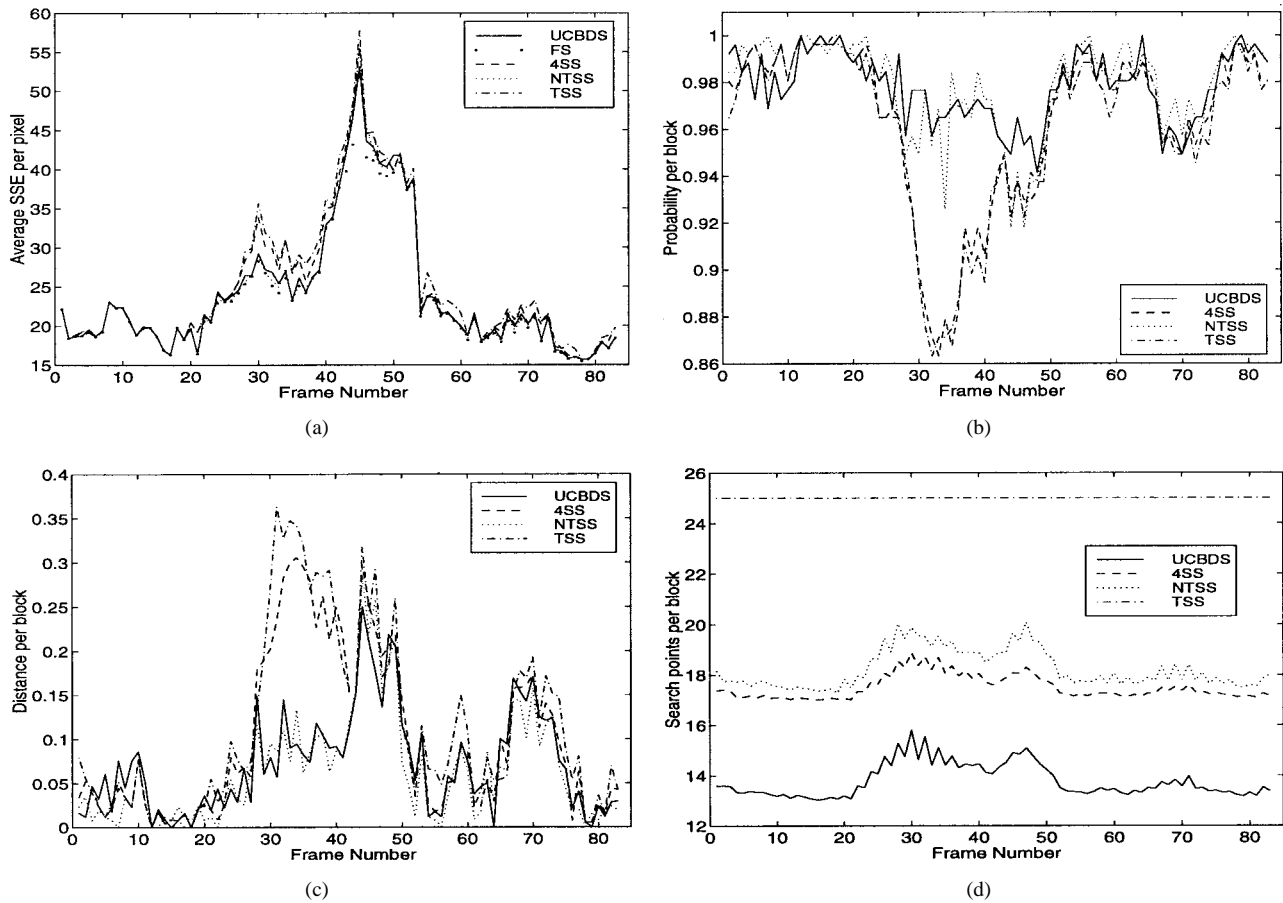 60
55
50
45
40
35
30
25
20
15
Average SSE per pixel
UCBDS
FS
4SS
NTSS
TSS
0 10 20 30 40 50 60 70 80
Frame Number
(a)
1
0.98
0.96
0.94
0.92
0.9
0.88
0.86
Probability per block
UCBDS
4SS
NTSS
TSS
0 10 20 30 40 50 60 70 80
Frame Number
(b)
0.4
0.35
0.3
0.25
0.2
0.15
0.1
0.05
0
Distance per block
UCBDS
4SS
NTSS
TSS
0 10 20 30 40 50 60 70 80
Frame Number
(c)
26
24
22
20
18
16
14
12
Search points per block
UCBDS
4SS
NTSS
TSS
0 10 20 30 40 50 60 70 80
Frame Number
(d)